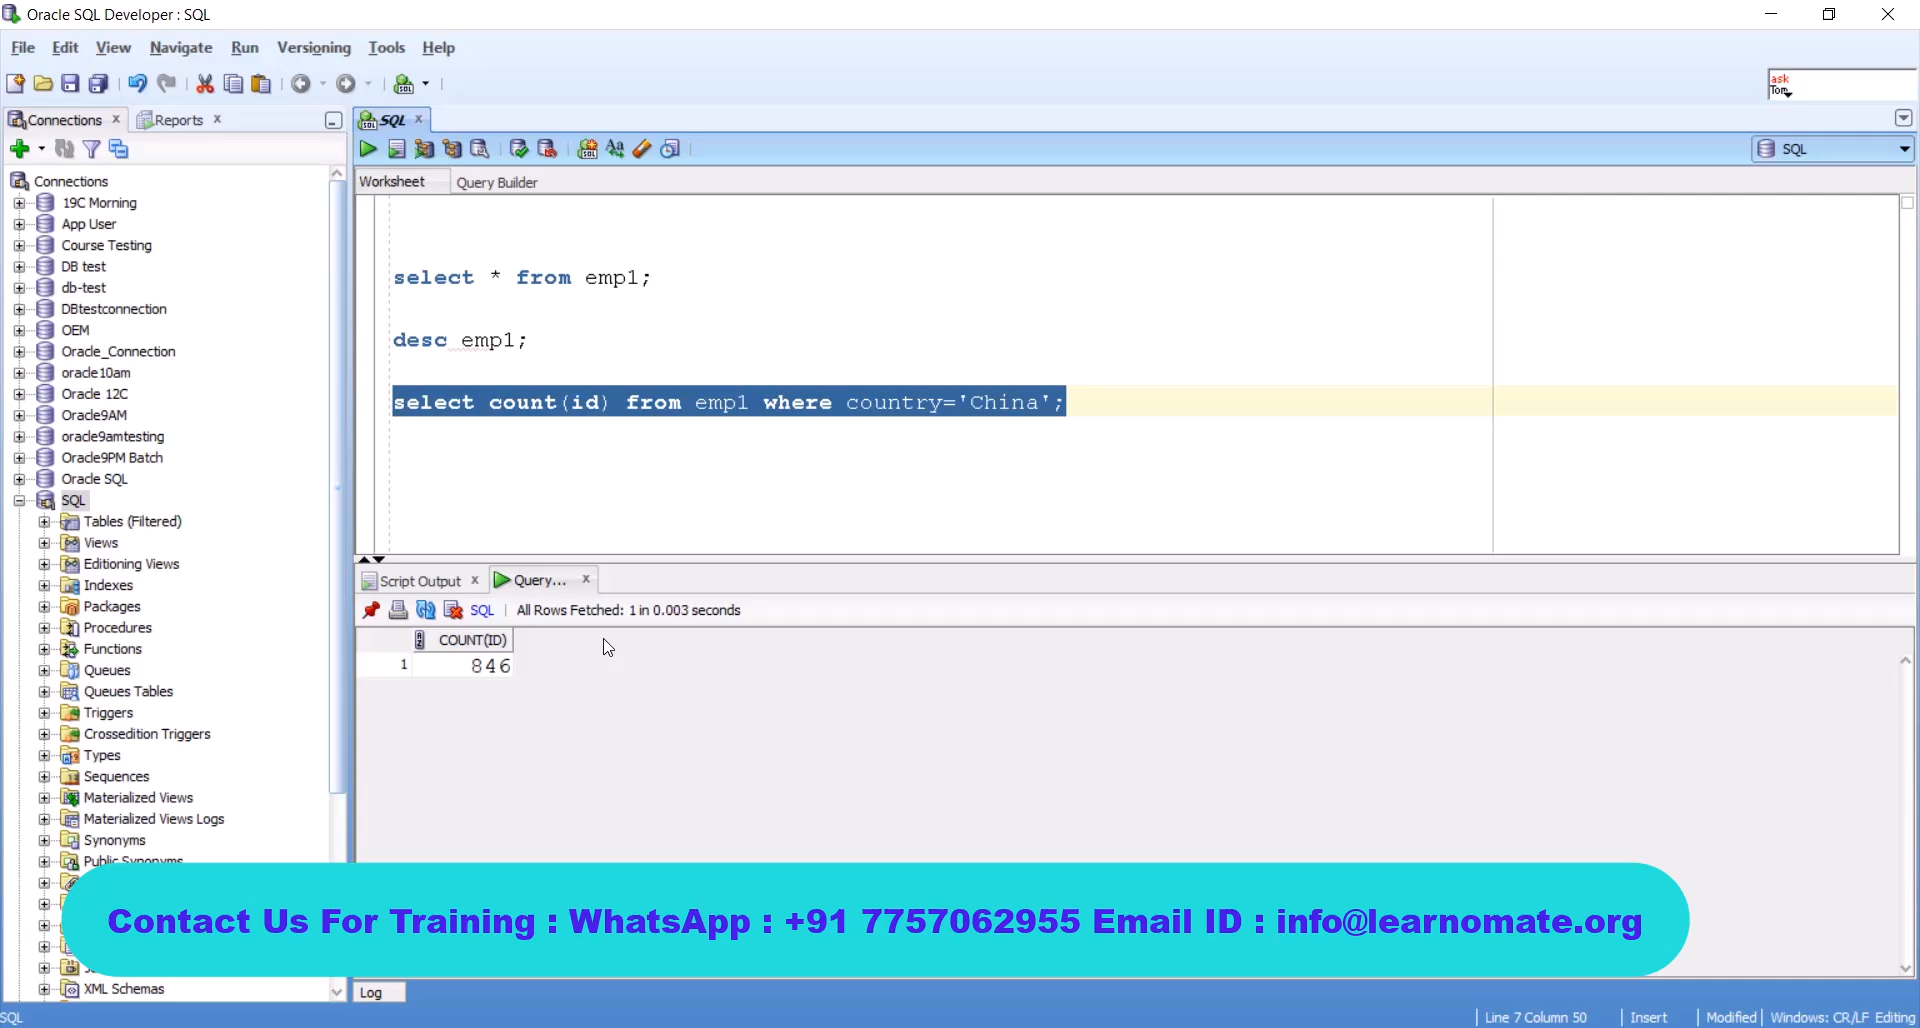 Oracle SQL Developer : SQL
File Edit View Navigate Run Versioning Tools Help
ask
Tom
Connections
Reports
SQL
SQL
Worksheet
Query Builder
Connections
19C Morning
App User
Course Testing
DB test
db-test
DBtestconnection
OEM
Oracle_Connection
oracle10am
Oracle 12C
Oracle9AM
oracle9amtesting
Oracle9PM Batch
Oracle SQL
SQL
Tables (Filtered)
Views
Editioning Views
Indexes
Packages
Procedures
Functions
Queues
Queues Tables
Triggers
Crossedition Triggers
Types
Sequences
Materialized Views
Materialized Views Logs
Synonyms
Public Synonyms
XML Schemas
select * from emp1;
desc emp1;
select count(id) from emp1 where country='China';
Script Output
Query...
SQL
All Rows Fetched: 1 in 0.003 seconds
COUNT(ID)
1 846
Contact Us For Training : WhatsApp : +91 7757062955 Email ID : info@learnomate.org
Log
SQL
Line 7 Column 50
Insert
Modified
Windows: CR/LF Editing